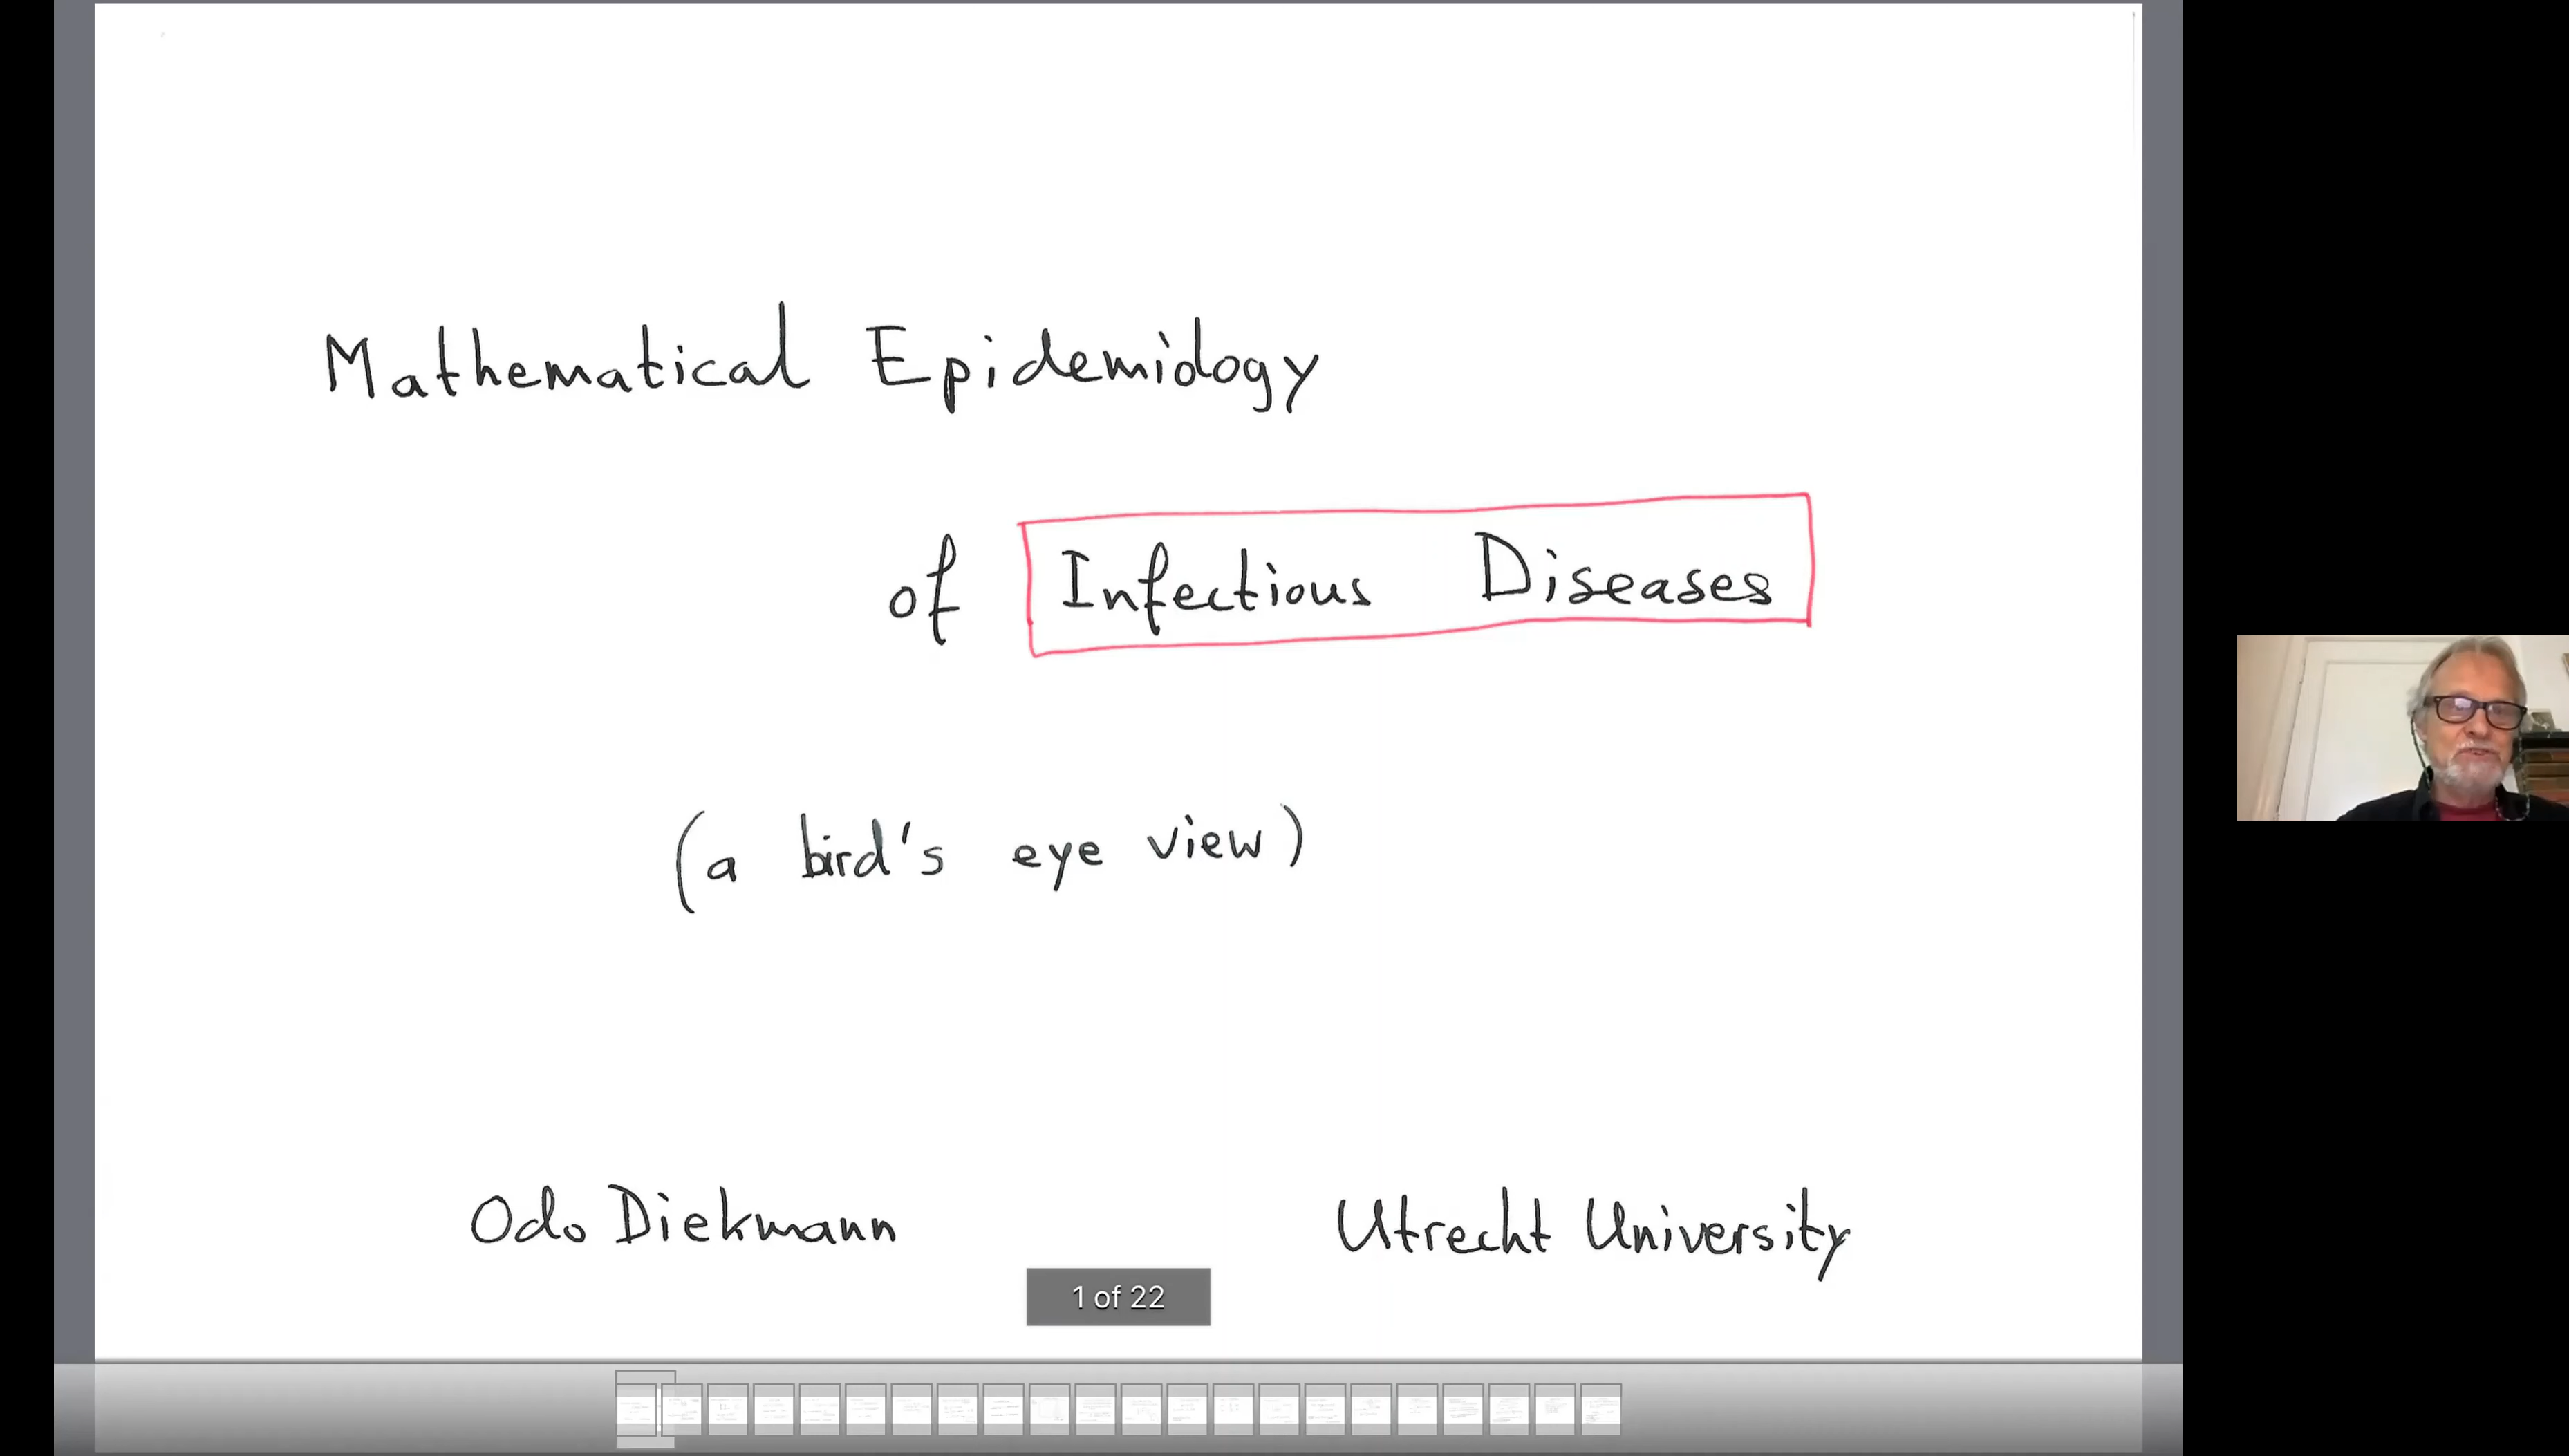 Mathematical Epidemiology
of Infectious Diseases
(a bird's eye view)
Odo Diekmann Utrecht University
1 of 22